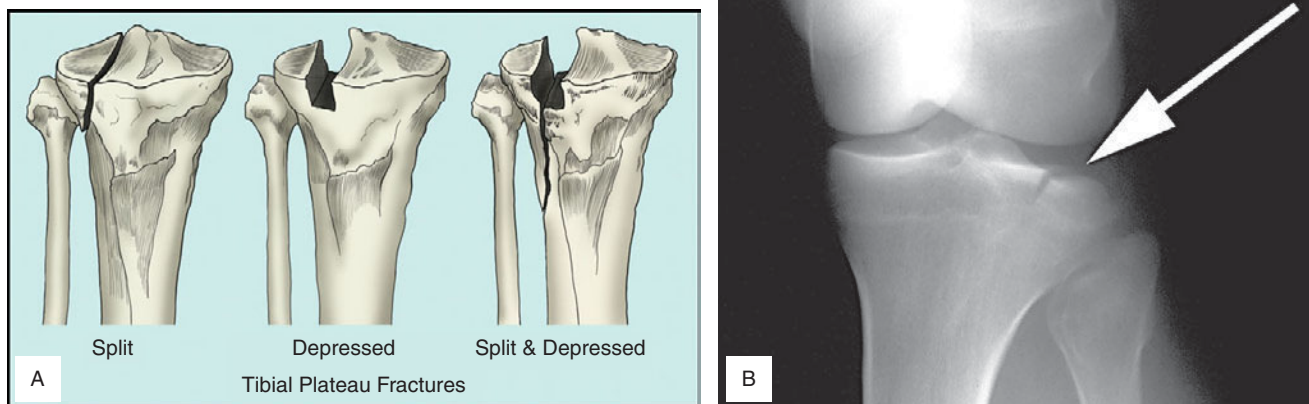 Split Depressed Split & Depressed
A Tibial Plateau Fractures B